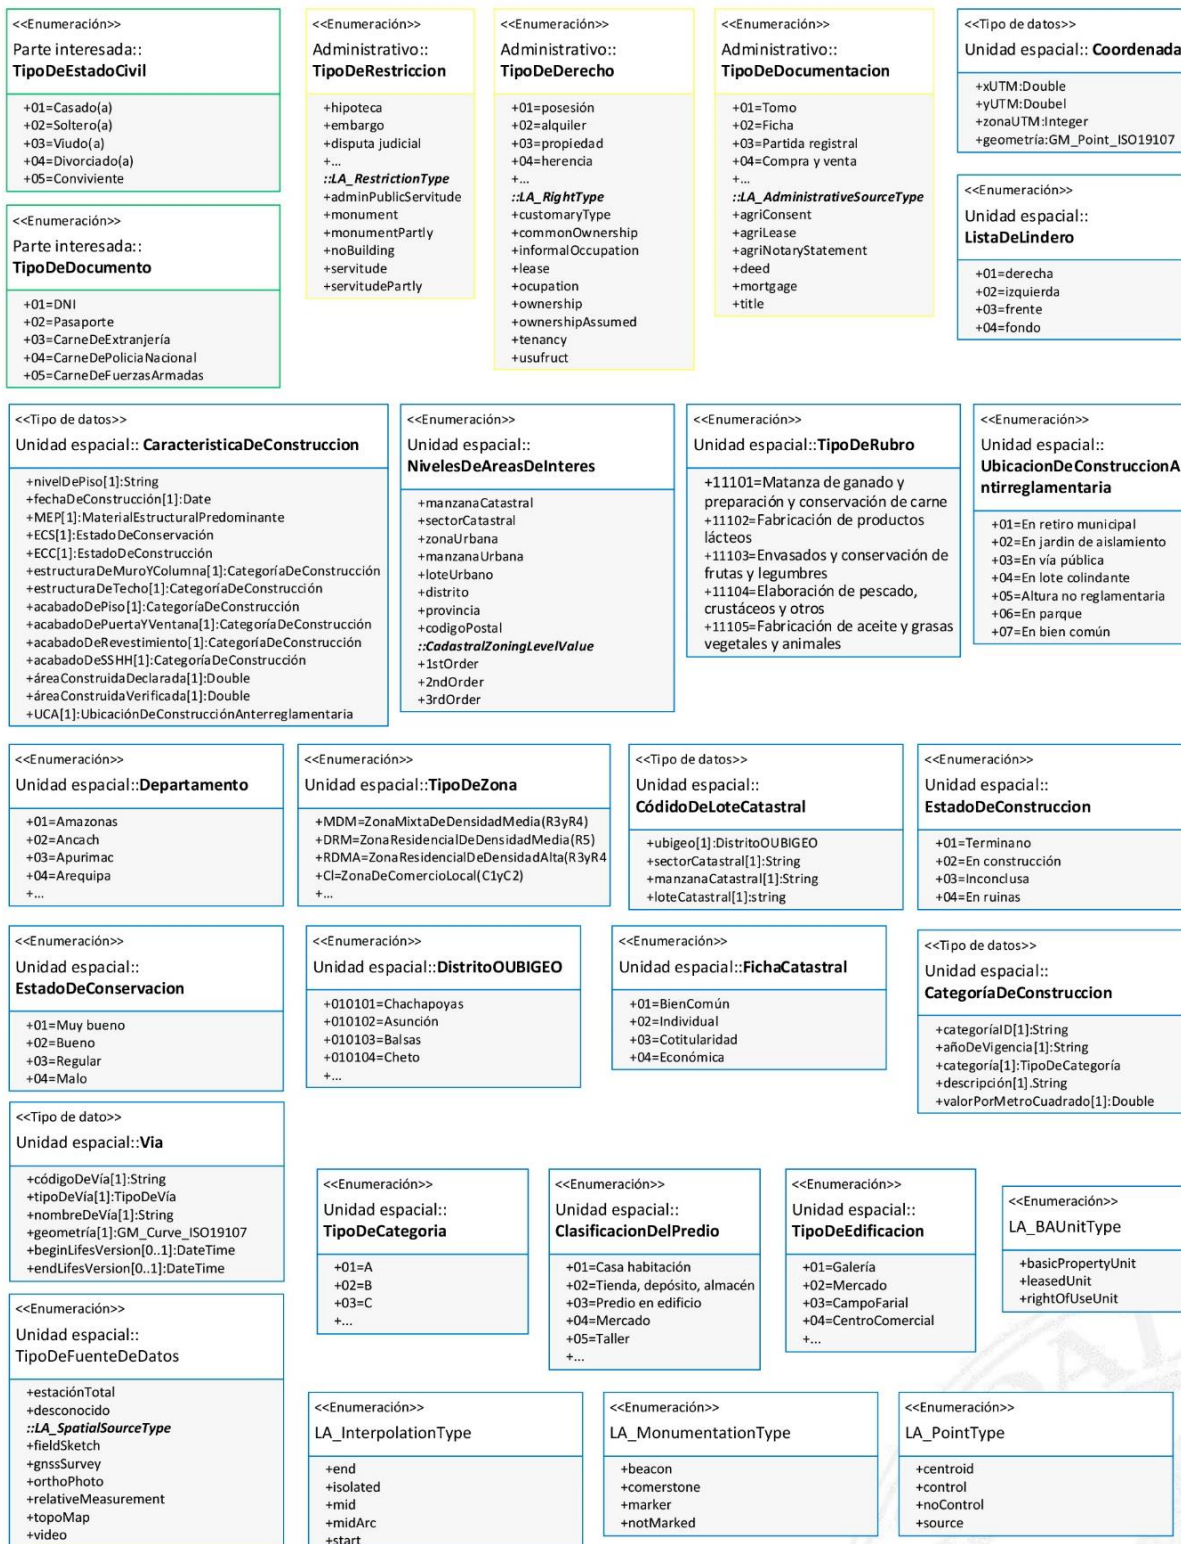 <<Enumeración>>
Parte interesada::
TipoDeEstadoCivil
+01=Casado(a)
+02=Soltero(a)
+03=Viudo(a)
+04=Divorciado(a)
+05=Conviviente
<<Enumeración>>
Administrativo::
TipoDeRestriccion
+hipoteca
+embargo
+disputa judicial
+...
::LA_RestrictionType
+adminPublicServitude
+monument
+monumentPartly
+noBuilding
+servitude
+servitudePartly
<<Enumeración>>
Administrativo::
TipoDeDerecho
+01=posesión
+02=alquiler
+03=propiedad
+04=herencia
+...
::LA_RightType
+customaryType
+commonOwnership
+informalOccupation
+lease
+ocupation
+ownership
+ownershipAssumed
+tenancy
+usufruct
<<Enumeración>>
Administrativo::
TipoDeDocumentacion
+01=Tomo
+02=Ficha
+03=Partida registral
+04=Compra y venta
+...
::LA_AdministrativeSourceType
+agriConsent
+agriLease
+agriNotaryStatement
+deed
+mortgage
+title
<<Tipo de datos>>
Unidad espacial:: Coordenada
+xUTM:Double
+yUTM:Doubel
+zonaUTM:Integer
+geometría:GM_Point_ISO19107
<<Enumeración>>
Parte interesada::
TipoDeDocumento
+01=DNI
+02=Pasaporte
+03=CarneDeExtranjería
+04=CarneDePoliciaNacional
+05=CarneDeFuerzasArmadas
<<Enumeración>>
Unidad espacial::
ListaDeLindero
+01=derecha
+02=izquierda
+03=frente
+04=fondo
<<Tipo de datos>>
Unidad espacial:: CaracteristicaDeConstruccion
+nivelDePiso[1]:String
+fechaDeConstrucción[1]:Date
+MEP[1]:MaterialEstructuralPredominante
+ECS[1]:EstadoDeConservación
+ECC[1]:EstadoDeConstrucción
+estructuraDeMuroYColumna[1]:CategoríaDeConstrucción
+estructuraDeTecho[1]:CategoríaDeConstrucción
+acabadoDePiso[1]:CategoríaDeConstrucción
+acabadoDePuertaYVentana[1]:CategoríaDeConstrucción
+acabadoDeRevestimiento[1]:CategoríaDeConstrucción
+acabadoDeSSHH[1]:CategoríaDeConstrucción
+áreaConstruidaDeclarada[1]:Double
+áreaConstruidaVerificada[1]:Double
+UCA[1]:UbicaciónDeConstrucciónAnterreglamentaria
<<Enumeración>>
Unidad espacial::
NivelesDeAreasDeInteres
+manzanaCatastral
+sectorCatastral
+zonaUrbana
+manzanaUrbana
+loteUrbano
+distrito
+provincia
+codigoPostal
::CadastralZoningLevelValue
+1stOrder
+2ndOrder
+3rdOrder
<<Enumeración>>
Unidad espacial::TipoDeRubro
+11101=Matanza de ganado y
preparación y conservación de carne
+11102=Fabricación de productos
lácteos
+11103=Envasados y conservación de
frutas y legumbres
+11104=Elaboración de pescado,
crustáceos y otros
+11105=Fabricación de aceite y grasas
vegetales y animales
<<Enumeración>>
Unidad espacial::
UbicacionDeConstruccionA
ntirreglamentaria
+01=En retiro municipal
+02=En jardin de aislamiento
+03=En vía pública
+04=En lote colindante
+05=Altura no reglamentaria
+06=En parque
+07=En bien común
<<Enumeración>>
Unidad espacial::Departamento
+01=Amazonas
+02=Ancach
+03=Apurimac
+04=Arequipa
+...
<<Enumeración>>
Unidad espacial::TipoDeZona
+MDM=ZonaMixtaDeDensidadMedia(R3yR4)
+DRM=ZonaResidencialDeDensidadMedia(R5)
+RDMA=ZonaResidencialDeDensidadAlta(R3yR4
+Cl=ZonaDeComercioLocal(C1yC2)
+...
<<Tipo de datos>>
Unidad espacial::
CódidoDeLoteCatastral
+ubigeo[1]:DistritoOUBIGEO
+sectorCatastral[1]:String
+manzanaCatastral[1]:String
+loteCatastral[1]:string
<<Enumeración>>
Unidad espacial::
EstadoDeConstruccion
+01=Terminano
+02=En construcción
+03=Inconclusa
+04=En ruinas
<<Enumeración>>
Unidad espacial::
EstadoDeConservacion
+01=Muy bueno
+02=Bueno
+03=Regular
+04=Malo
<<Enumeración>>
Unidad espacial::DistritoOUBIGEO
+010101=Chachapoyas
+010102=Asunción
+010103=Balsas
+010104=Cheto
+...
<<Enumeración>>
Unidad espacial::FichaCatastral
+01=BienComún
+02=Individual
+03=Cotitularidad
+04=Económica
<<Tipo de datos>>
Unidad espacial::
CategoríaDeConstruccion
+categoríaID[1]:String
+añoDeVigencia[1]:String
+categoría[1]:TipoDeCategoría
+descripción[1].String
+valorPorMetroCuadrado[1]:Double
<<Tipo de dato>>
Unidad espacial::Via
+códigoDeVía[1]:String
+tipoDeVía[1]:TipoDeVía
+nombreDeVía[1]:String
+geometría[1]:GM_Curve_ISO19107
+beginLifesVersion[0..1]:DateTime
+endLifesVersion[0..1]:DateTime
<<Enumeración>>
Unidad espacial::
TipoDeCategoria
+01=A
+02=B
+03=C
+...
<<Enumeración>>
Unidad espacial::
ClasificacionDelPredio
+01=Casa habitación
+02=Tienda, depósito, almacén
+03=Predio en edificio
+04=Mercado
+05=Taller
+...
<<Enumeración>>
Unidad espacial::
TipoDeEdificacion
+01=Galería
+02=Mercado
+03=CampoFarial
+04=CentroComercial
+...
<<Enumeración>>
LA_BAUnitType
+basicPropertyUnit
+leasedUnit
+rightOfUseUnit
<<Enumeración>>
Unidad espacial::
TipoDeFuenteDeDatos
+estaciónTotal
+desconocido
::LA_SpatialSourceType
+fieldSketch
+gnssSurvey
+orthoPhoto
+relativeMeasurement
+topoMap
+video
<<Enumeración>>
LA_InterpolationType
+end
+isolated
+mid
+midArc
+start
<<Enumeración>>
LA_MonumentationType
+beacon
+comerstone
+marker
+notMarked
<<Enumeración>>
LA_PointType
+centroid
+control
+noControl
+source